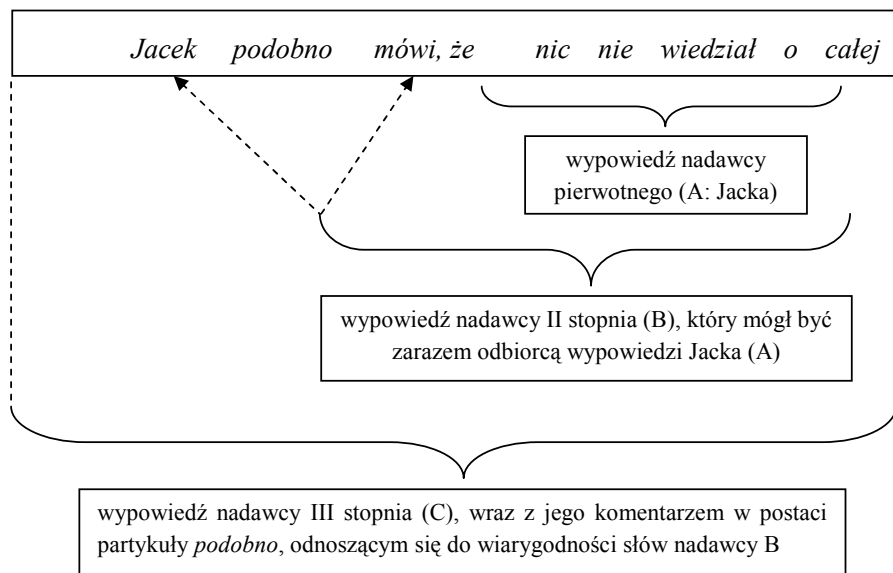 Jacek podobno mówi, że nic nie wiedział o całej
wypowiedź nadawcy
pierwotnego (A: Jacka)
wypowiedź nadawcy II stopnia (B), który mógł być
zarazem odbiorcą wypowiedzi Jacka (A)
wypowiedź nadawcy III stopnia (C), wraz z jego komentarzem w postaci
partykuły podobno, odnoszącym się do wiarygodności słów nadawcy B